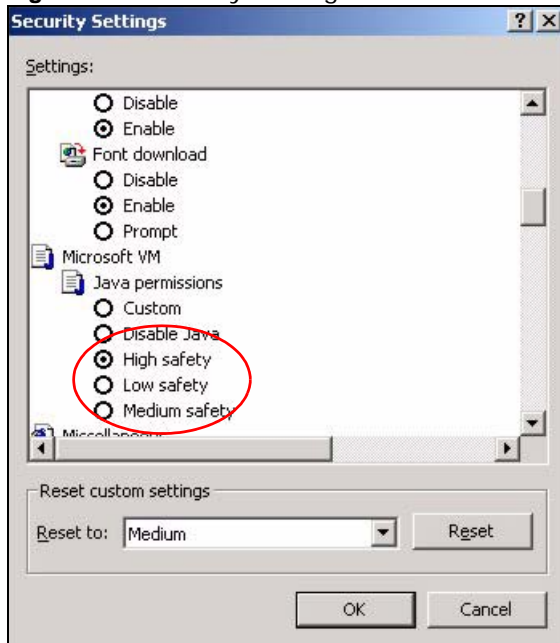 Security Settings
Settings:
Disable
Enable
Font download
Disable
Enable
Prompt
Microsoft VM
Java permissions
Custom
Disable Java
High safety
Low safety
Medium safety
Miscellaneous
Reset custom settings
Reset to: Medium Reset
OK Cancel